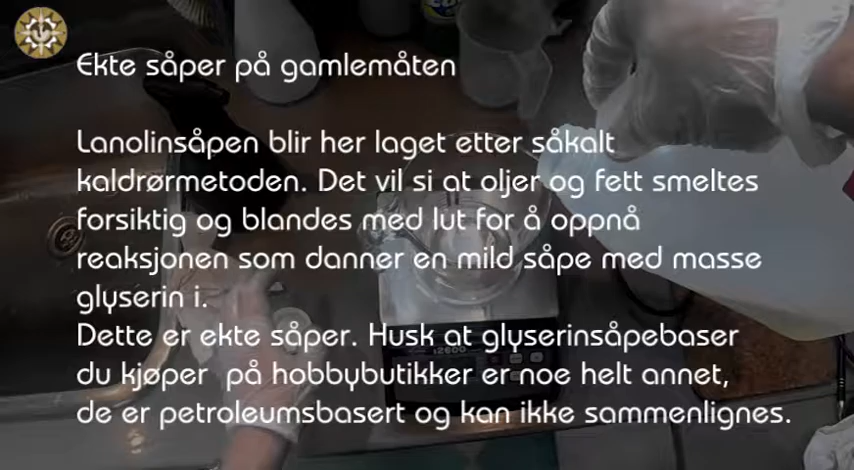 Ekte såper på gamlemåten
Lanolinsåpen blir her laget etter såkalt
kaldrørmetoden. Det vil si at oljer og fett smeltes
forsiktig og blandes med lut for å oppnå
reaksjonen som danner en mild såpe med masse
glyserin i.
Dette er ekte såper. Husk at glyserinsåpebaser
du kjøper  på hobbybutikker er noe helt annet,
de er petroleumsbasert og kan ikke sammenlignes.
12600